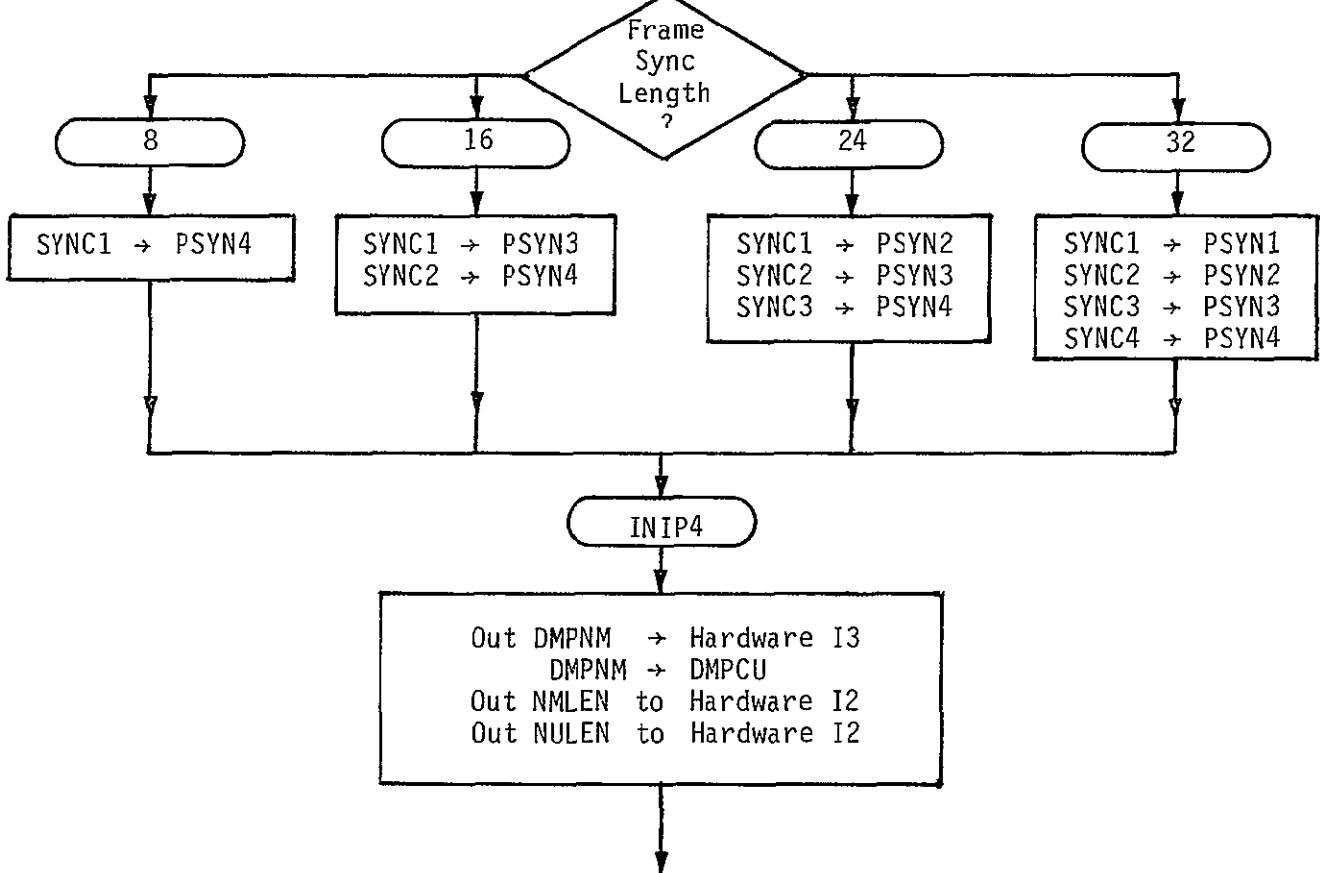 Frame
Sync
Length
?
8
16
24
32
SYNC1 → PSYN4
SYNC1 → PSYN3
SYNC2 → PSYN4
SYNC1 → PSYN2
SYNC2 → PSYN3
SYNC3 → PSYN4
SYNC1 → PSYN1
SYNC2 → PSYN2
SYNC3 → PSYN3
SYNC4 → PSYN4
INIP4
Out DMPNM → Hardware I3
DMPNM → DMPCU
Out NMLEN to Hardware I2
Out NULEN to Hardware I2